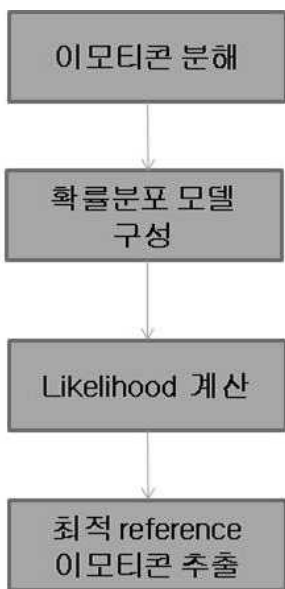 이모티콘 분해
확률분포 모델
구성
Likelihood 계산
최적 reference
이모티콘 추출